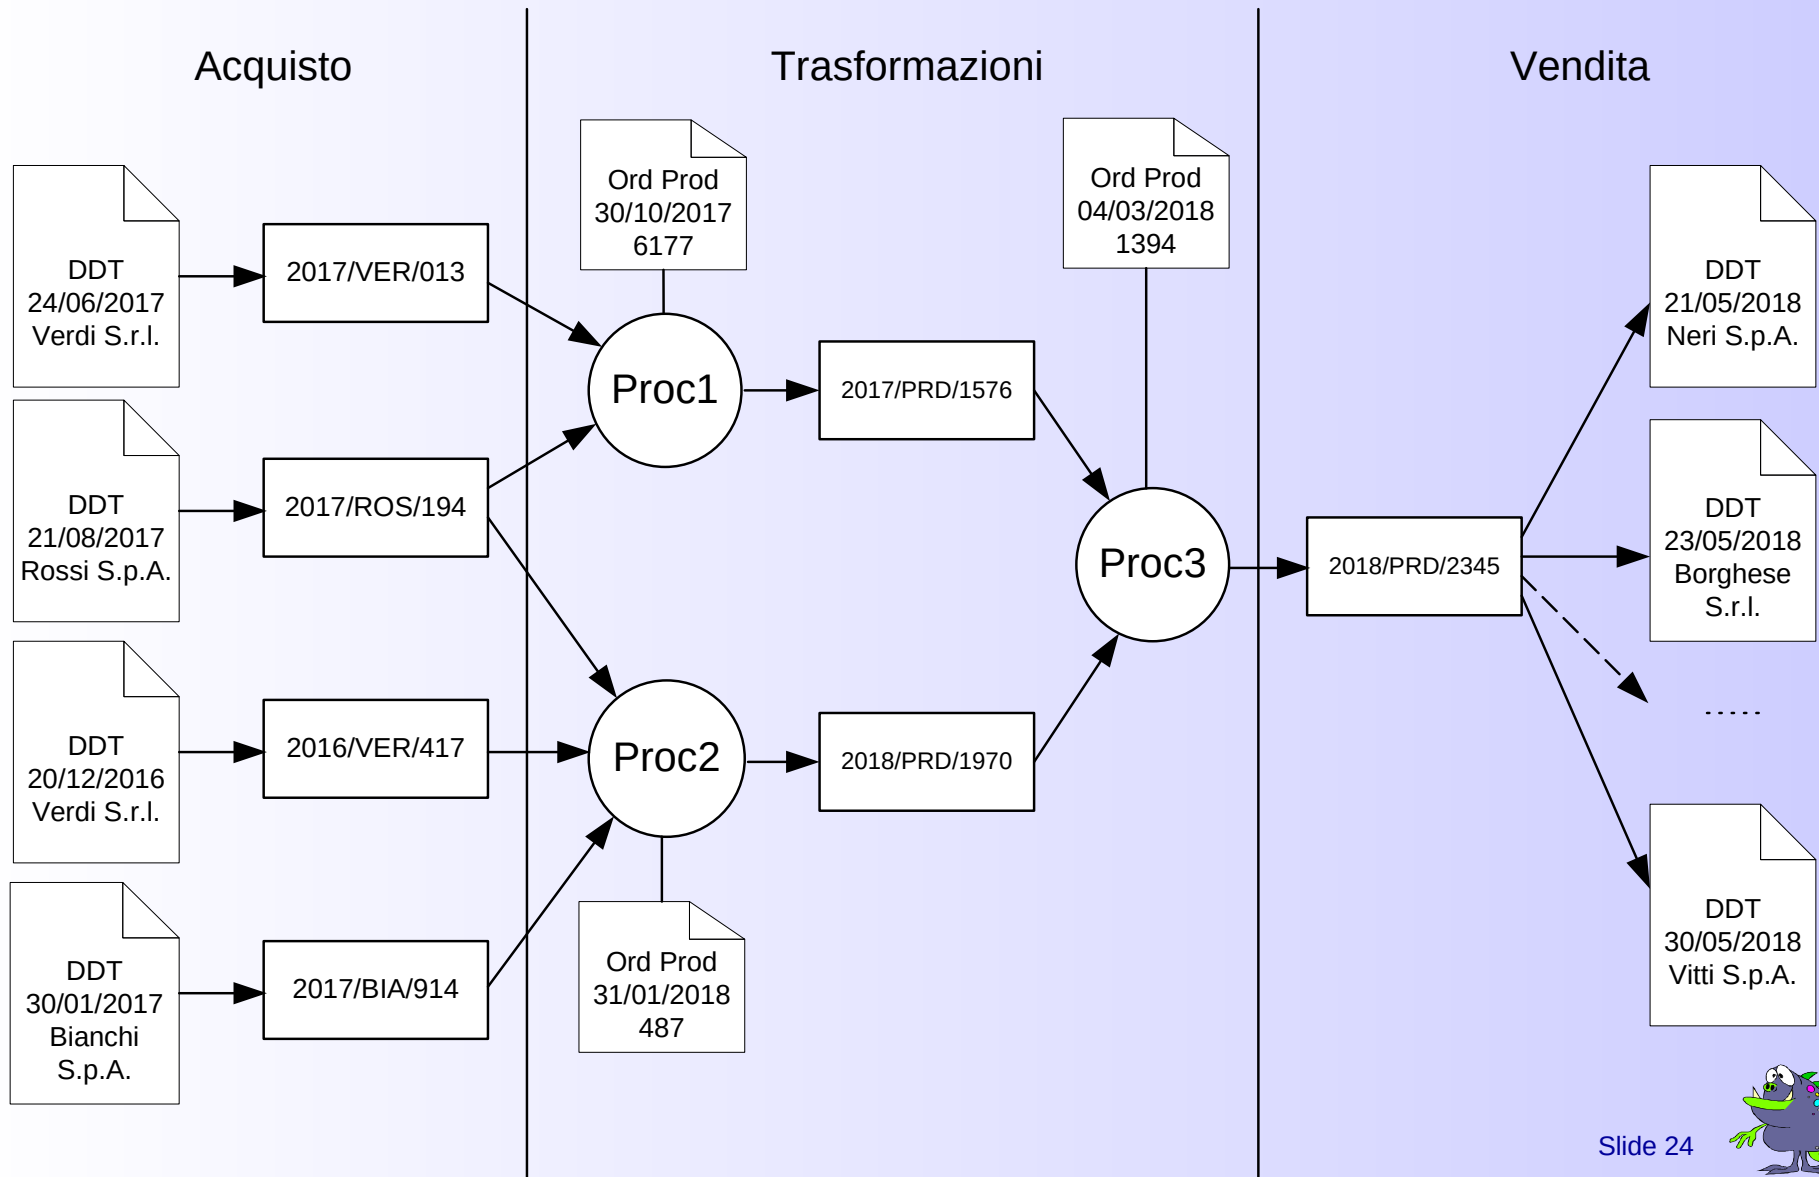 Acquisto
Trasformazioni
Vendita
DDT
24/06/2017
Verdi S.r.l.
2017/VER/013
DDT
21/08/2017
Rossi S.p.A.
2017/ROS/194
DDT
20/12/2016
Verdi S.r.l.
2016/VER/417
DDT
30/01/2017
Bianchi
S.p.A.
2017/BIA/914
Ord Prod
30/10/2017
6177
Proc1
2017/PRD/1576
Proc2
2018/PRD/1970
Ord Prod
31/01/2018
487
Ord Prod
04/03/2018
1394
Proc3
2018/PRD/2345
DDT
21/05/2018
Neri S.p.A.
DDT
23/05/2018
Borghese
S.r.l.
.....
DDT
30/05/2018
Vitti S.p.A.
Slide 24